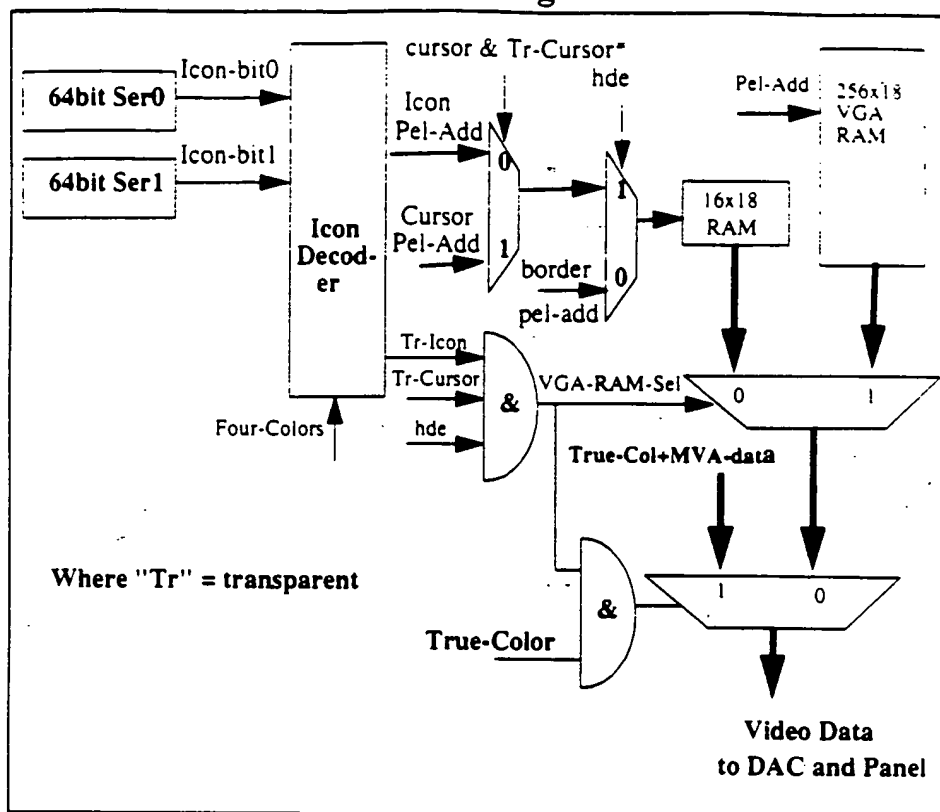 g
cursor & Tr-Cursor*
hde
64bit Ser0
Icon-bit0
64bit Ser1
Icon-bit1
Icon
Decod-
er
Icon
Pel-Add
0
Cursor
Pel-Add
1
1
0
border
pel-add
16x18
RAM
Pel-Add
256x18
VGA
RAM
Tr-Icon
Tr-Cursor
hde
&
VGA-RAM-Sel
0 1
Four-Colors
True-Col+MVA-data
Where "Tr" = transparent
&
1 0
True-Color
Video Data
to DAC and Panel